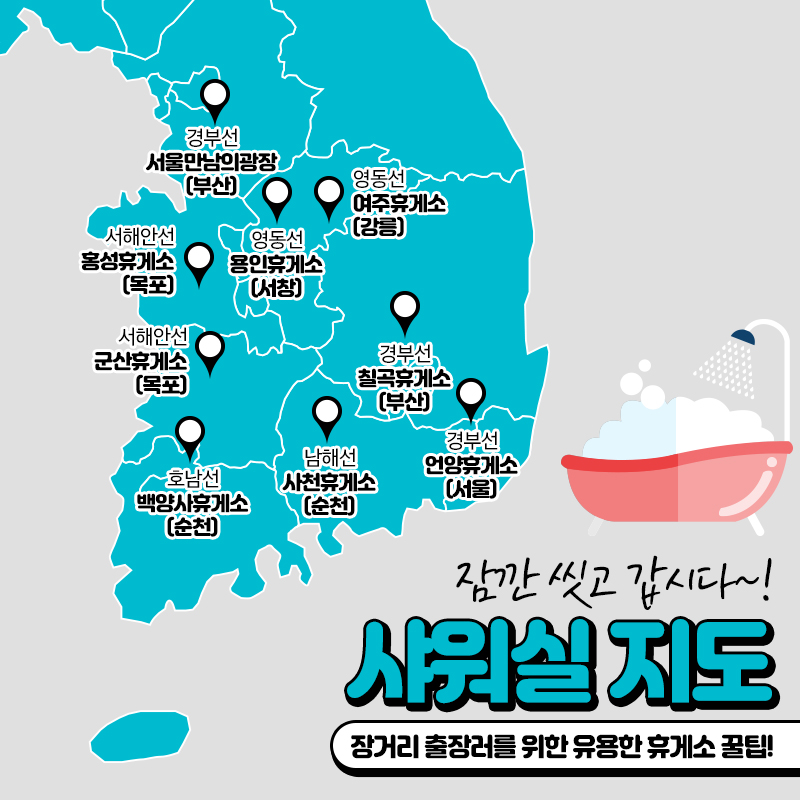 경부선
서울만남의광장
(부산)
영동선
여주휴게소
(강릉)
영동선
용인휴게소
(서창)
서해안선
홍성휴게소
(목포)
서해안선
군산휴게소
(목포)
경부선
칠곡휴게소
(부산)
경부선
언양휴게소
(서울)
남해선
사천휴게소
(순천)
호남선
백양사휴게소
(순천)
잠깐 씻고 갑시다~!
샤워실 지도
장거리 출장러를 위한 유용한 휴게소 꿀팁!